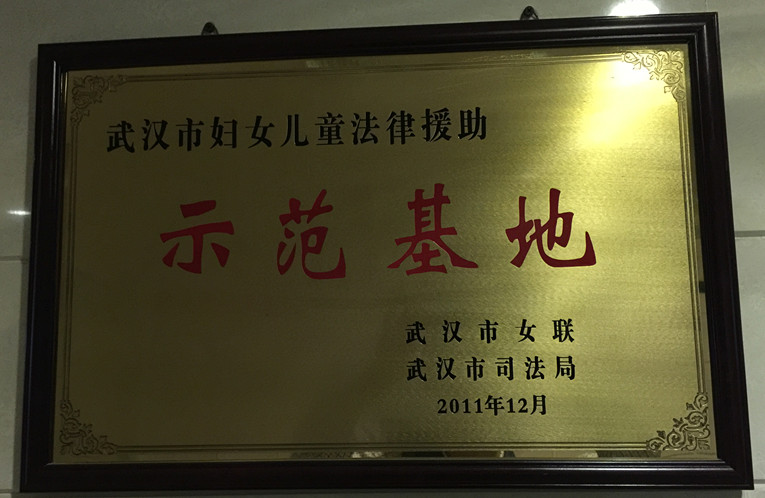 武汉市妇女儿童法律援助
示范基地
武汉市女联
武汉市司法局
2011年12月